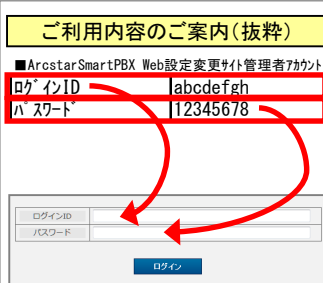 ご利用内容のご案内(抜粋)
■ArcstarSmartPBX Web設定変更ｻｲﾄ管理者ｱｶｳﾝﾄ
ﾛｸﾞｲﾝID abcdefgh
ﾊﾟｽﾜｰﾄﾞ 12345678
ログインID
パスワード
ログイン